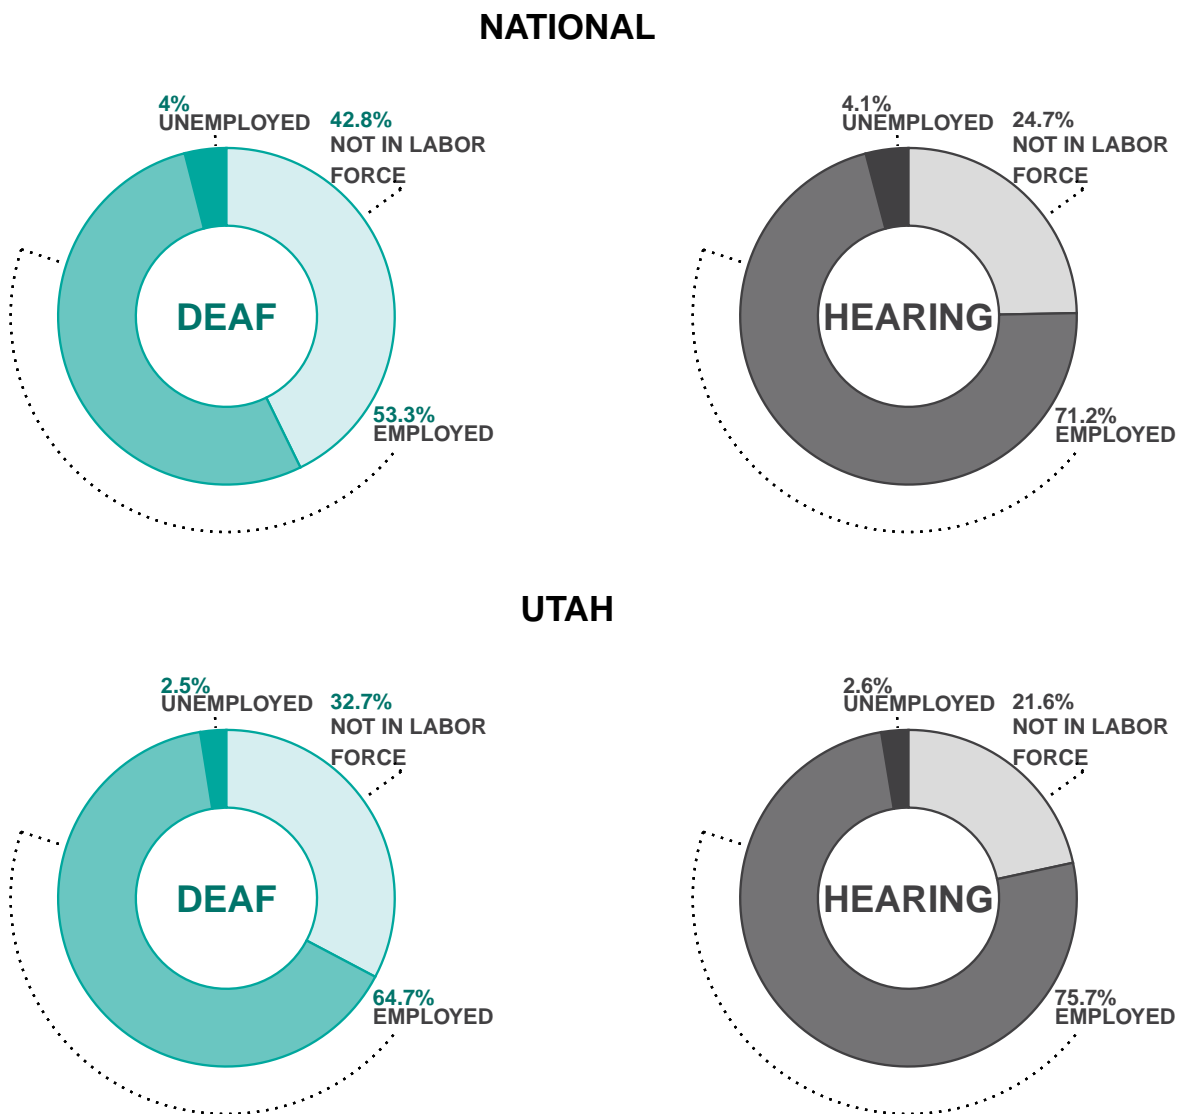 NATIONAL
4%
UNEMPLOYED
42.8%
NOT IN LABOR
FORCE
DEAF
53.3%
EMPLOYED
4.1%
UNEMPLOYED
24.7%
NOT IN LABOR
FORCE
HEARING
71.2%
EMPLOYED
UTAH
2.5%
UNEMPLOYED
32.7%
NOT IN LABOR
FORCE
DEAF
64.7%
EMPLOYED
2.6%
UNEMPLOYED
21.6%
NOT IN LABOR
FORCE
HEARING
75.7%
EMPLOYED